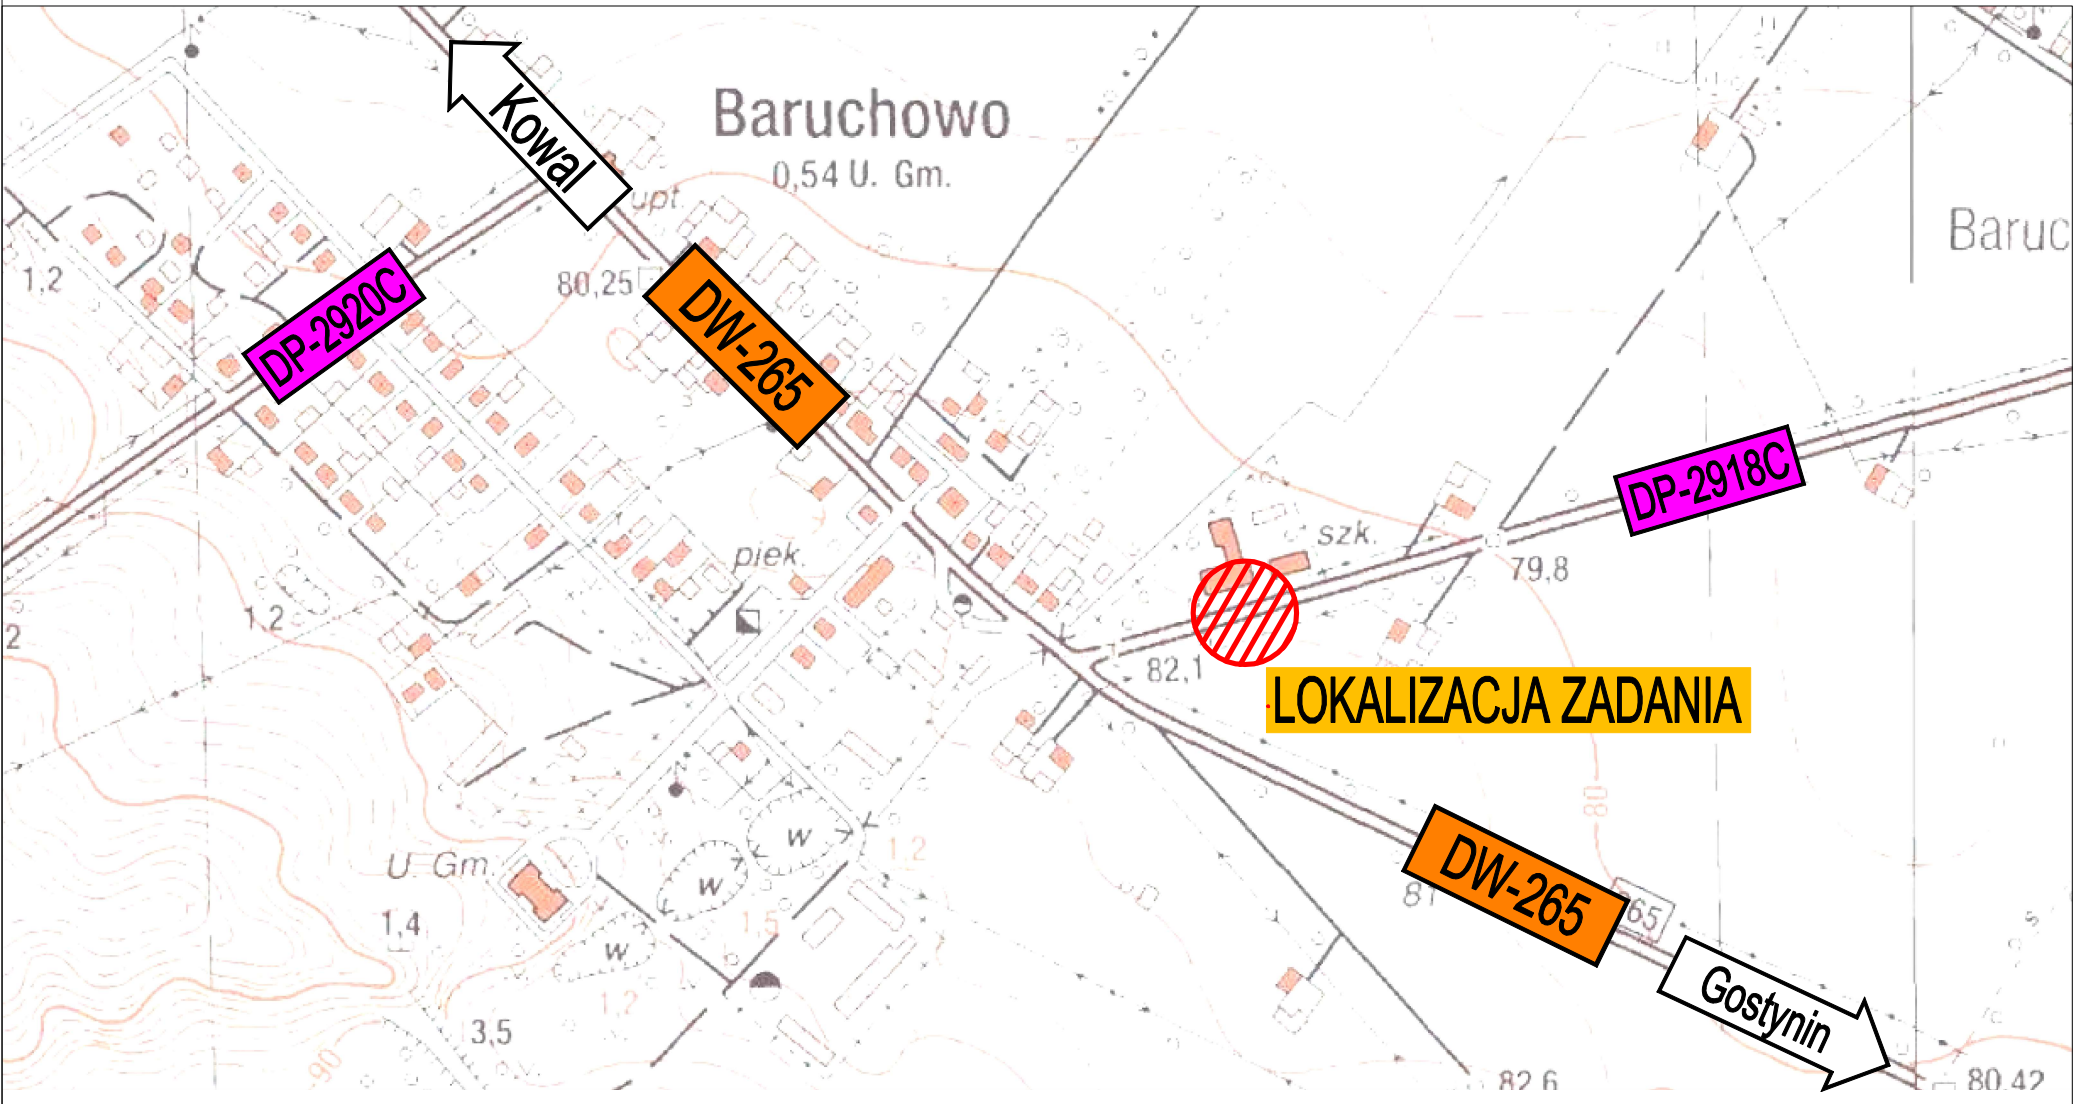 Kowal
Baruchowo
0,54 U. Gm.
upt.
Baruc
1,2
80,25
DP-2920C
DW-265
DP-2918C
szk.
piek.
79,8
1,2
2
82,1
LOKALIZACJA ZADANIA
80
w
1,2
U Gm.
w
81
DW-265
65
1,4
1,5
w
Gostynin
1,2
3,5
90
82,6
80,42